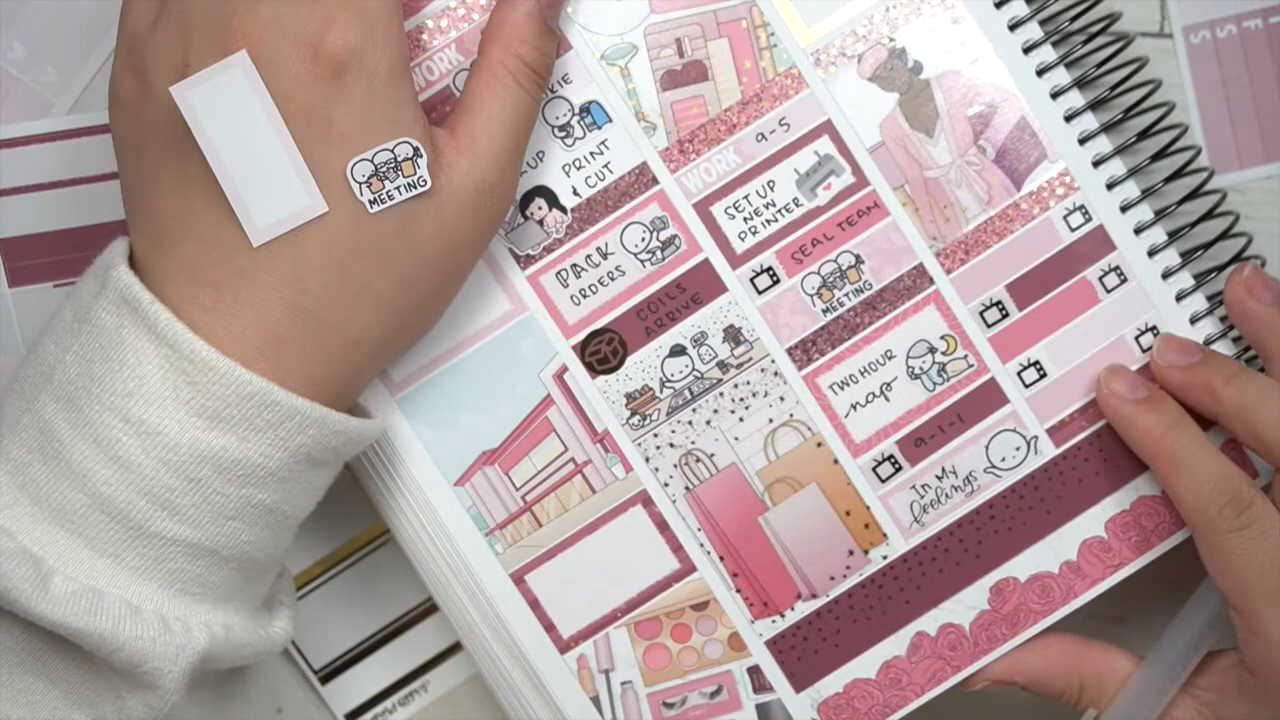 MEETING
WORK
PRINT
& CUT
PACK
ORDERS
COILS
ARRIVE
WORK
9-5
SET UP
NEW
PRINTER
SEAL TEAM
MEETING
TWO HOUR
nap
9-1-1
In My
feelings